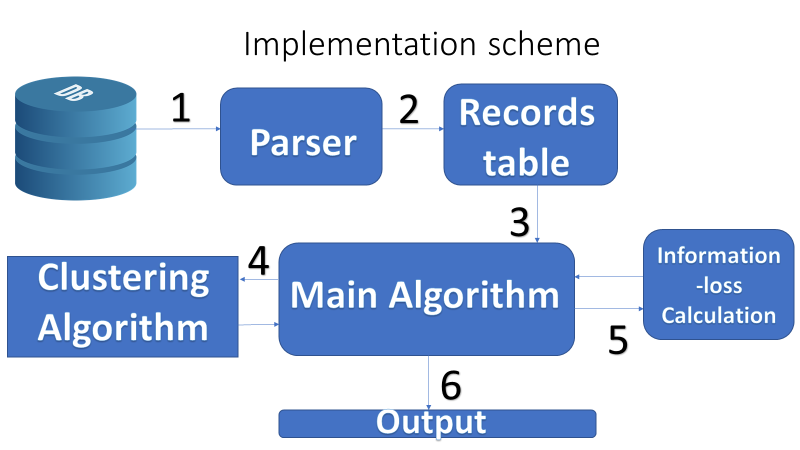 Implementation scheme
DB
1
Parser
2
Records
table
3
Clustering
Algorithm
4
Main Algorithm
Information
-loss
Calculation
5
6
Output